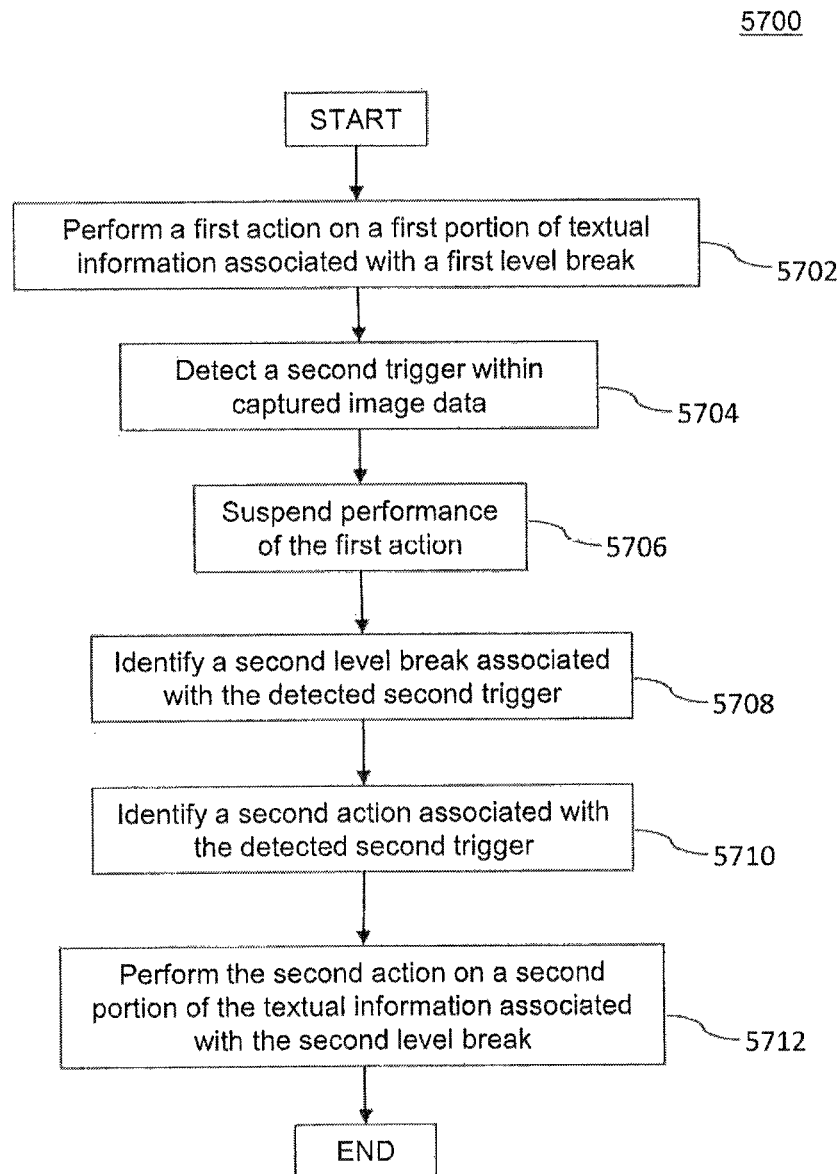 5700
START
Perform a first action on a first portion of textual
information associated with a first level break
5702
Detect a second trigger within
captured image data
5704
Suspend performance
of the first action
5706
Identify a second level break associated
with the detected second trigger
5708
Identify a second action associated with
the detected second trigger
5710
Perform the second action on a second
portion of the textual information associated
with the second level break
5712
END